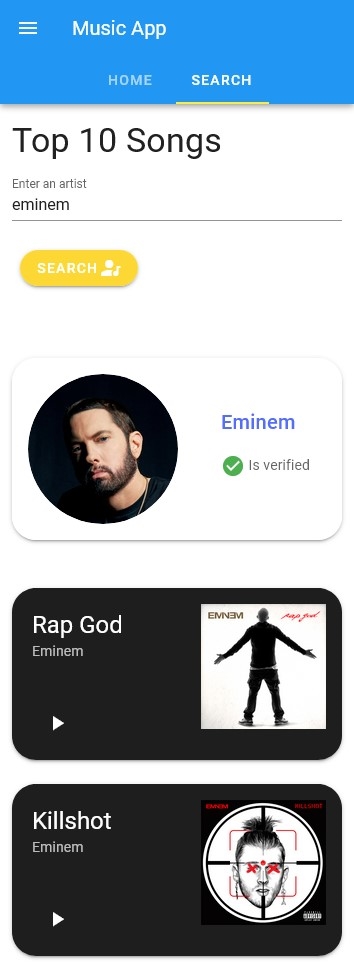 Music App
HOME SEARCH
Top 10 Songs
Enter an artist
eminem
SEARCH
Eminem
Is verified
Rap God
Eminem
EMINEM rap god
Killshot
Eminem
EMINEM KILLSHOT